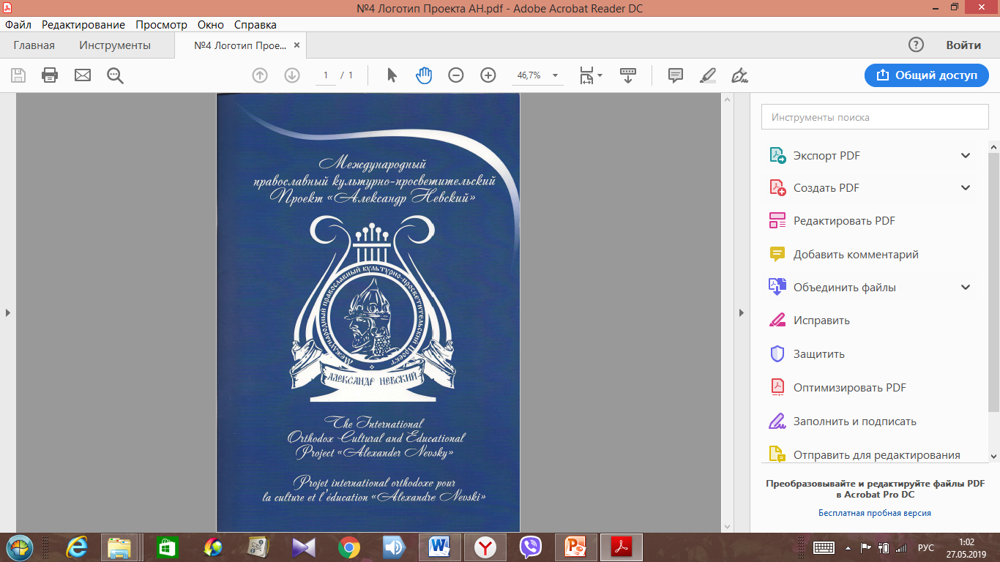 №4 Логотип Проекта АН.pdf - Adobe Acrobat Reader DC
Файл Редактирование Просмотр Окно Справка
Главная Инструменты №4 Логотип Прое... × Войти
1 / 1 46,7% Общий доступ
Международный
православный культурно-просветительский
Проект «Александр Невский»
Международный православный культурно-просветительский Проект
АЛЕКСАНДР НЕВСКИЙ
The International
Orthodox Cultural and Educational
Project «Alexander Nevsky»
Projet international orthodoxe pour
la culture et l'éducation «Alexandre Nevski»
Инструменты поиска
Экспорт PDF
Создать PDF
Редактировать PDF
Добавить комментарий
Объединить файлы
Исправить
Защитить
Оптимизировать PDF
Заполнить и подписать
Отправить для редактирования
Преобразовывайте и редактируйте файлы PDF
в Acrobat Pro DC
Бесплатная пробная версия
РУС
1:02
27.05.2019